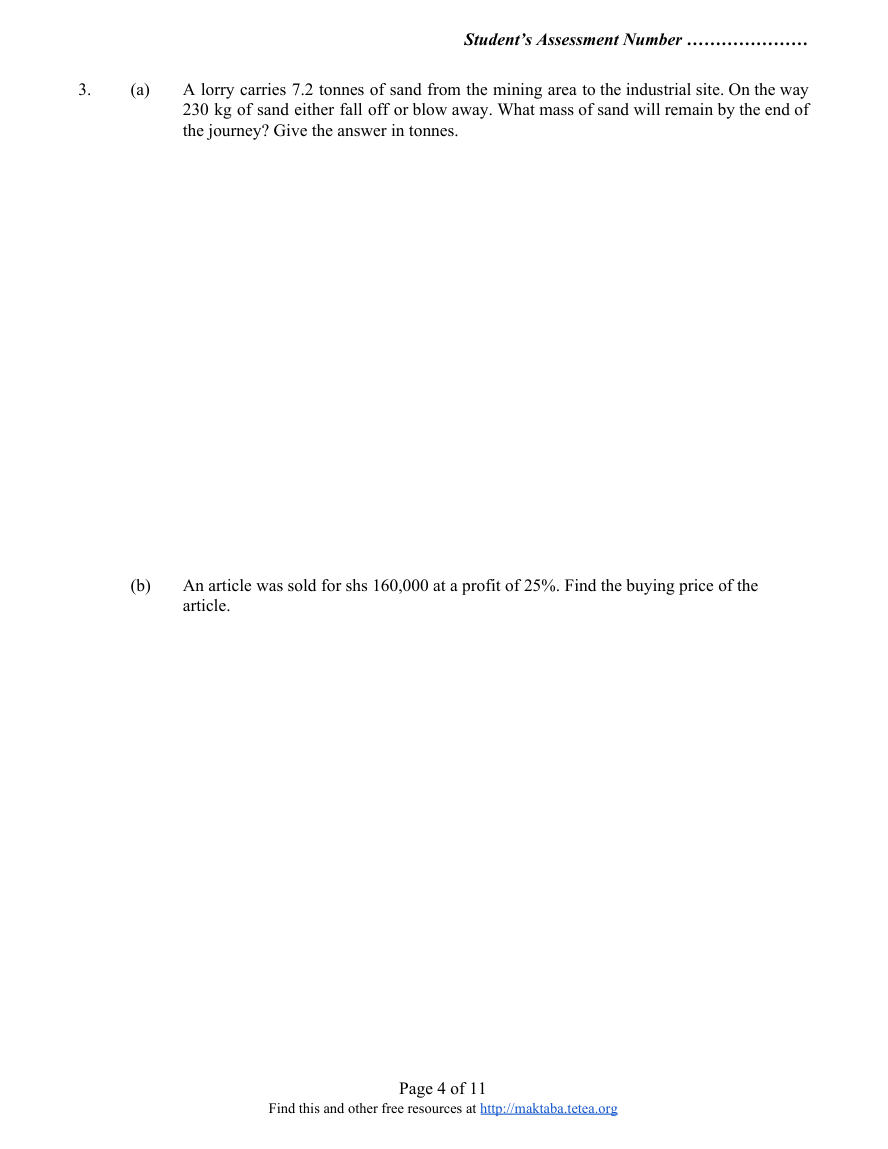 Student’s Assessment Number …………………
3. (a) A lorry carries 7.2 tonnes of sand from the mining area to the industrial site. On the way
230 kg of sand either fall off or blow away. What mass of sand will remain by the end of
the journey? Give the answer in tonnes.
(b) An article was sold for shs 160,000 at a profit of 25%. Find the buying price of the
article.
Page 4 of 11
Find this and other free resources at http://maktaba.tetea.org